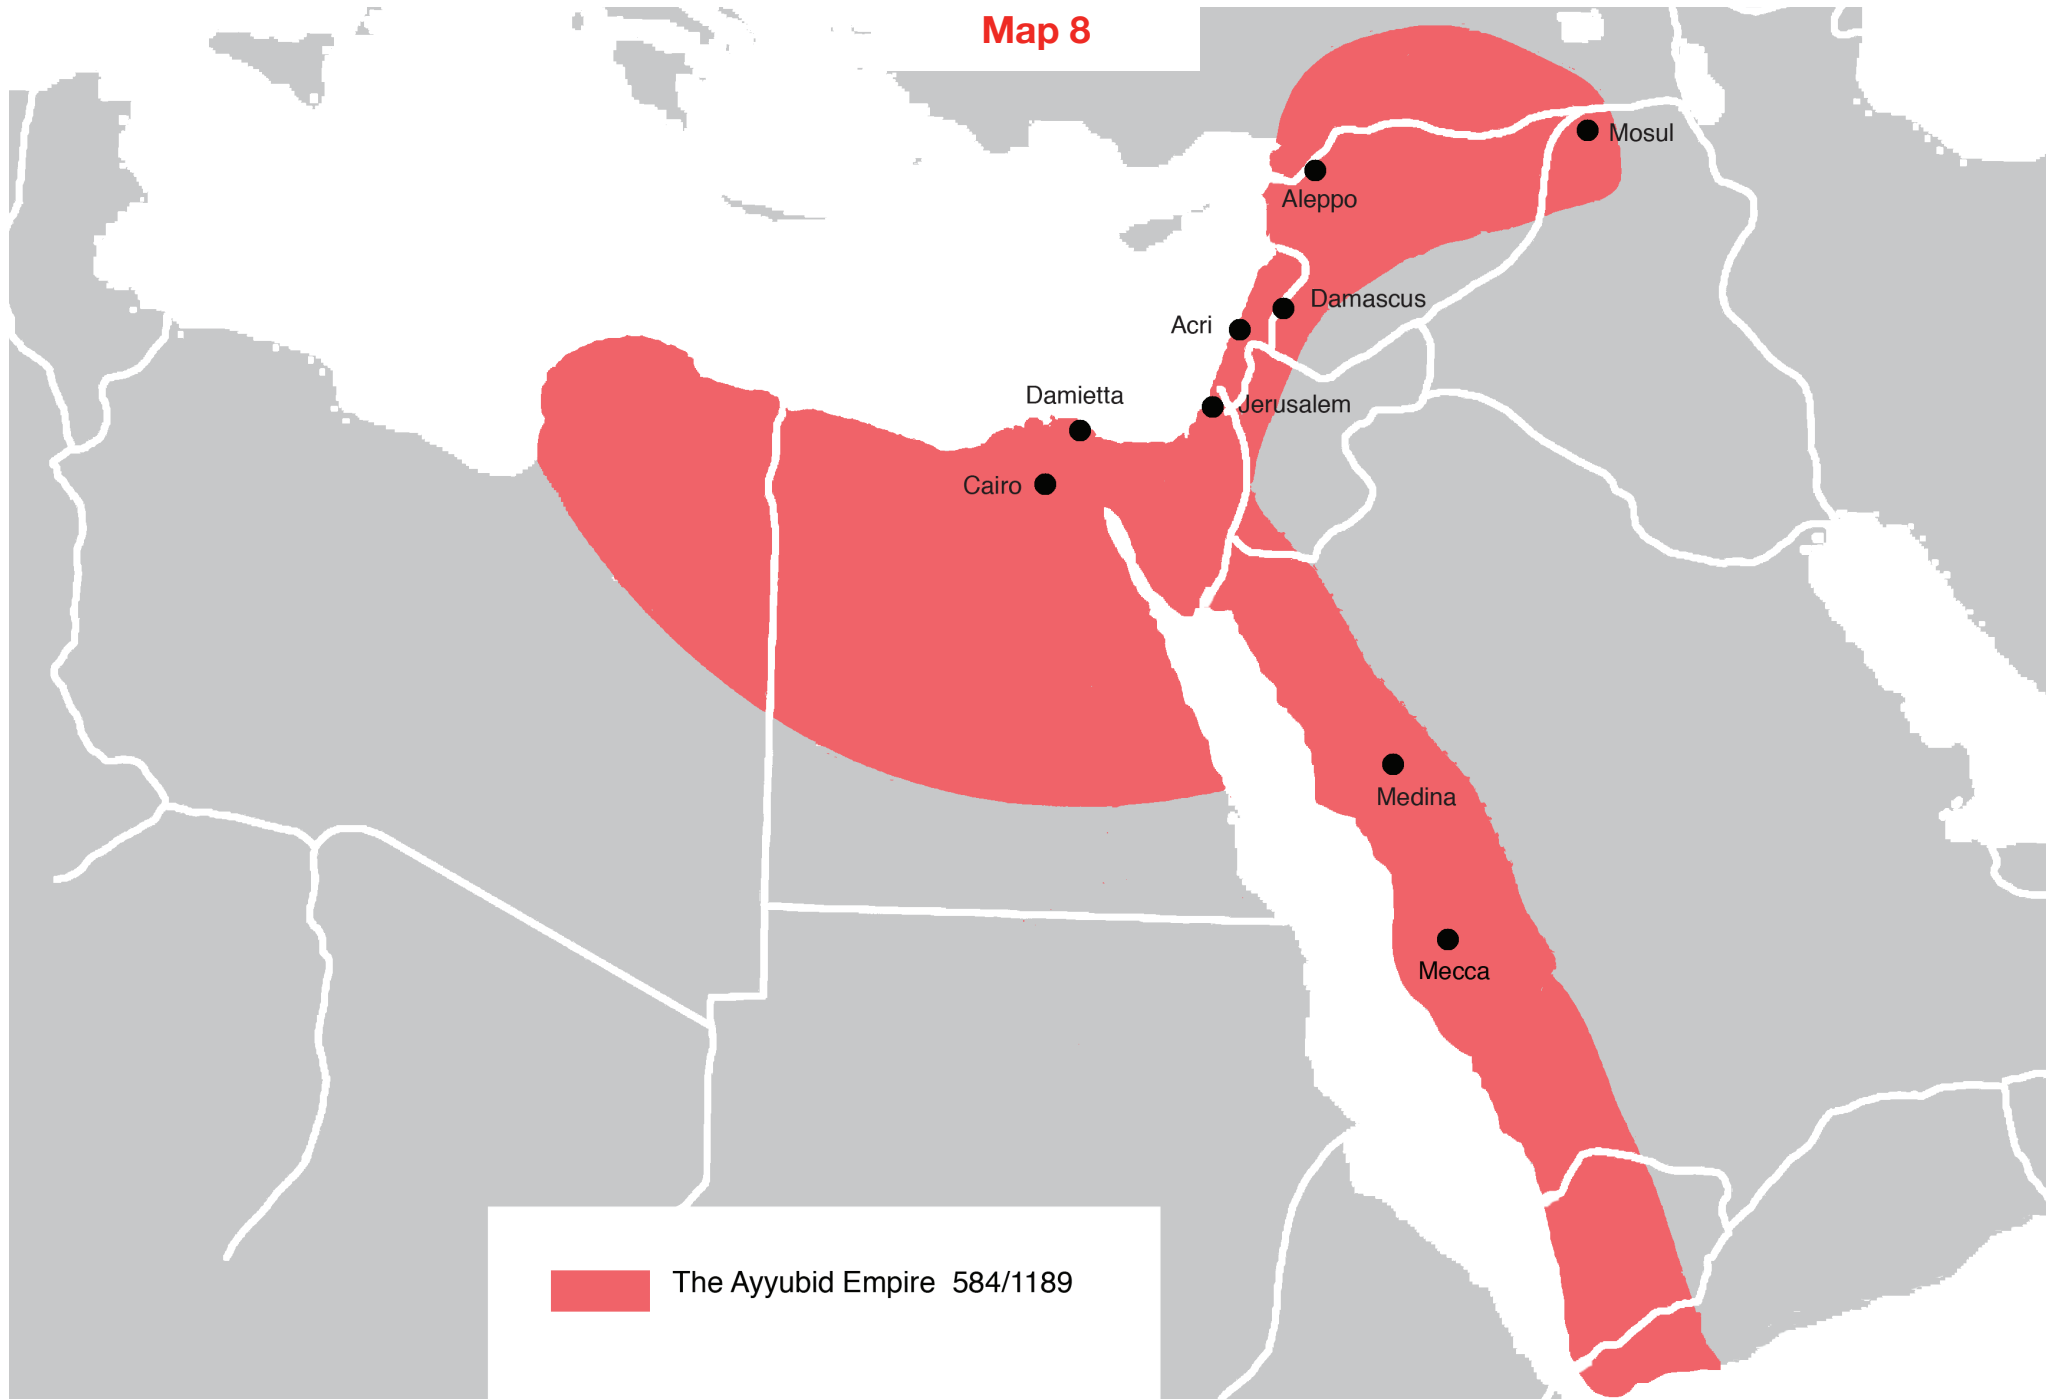 Map 8
Mosul
Aleppo
Damascus
Acri
Damietta
Jerusalem
Cairo
Medina
Mecca
The Ayyubid Empire 584/1189